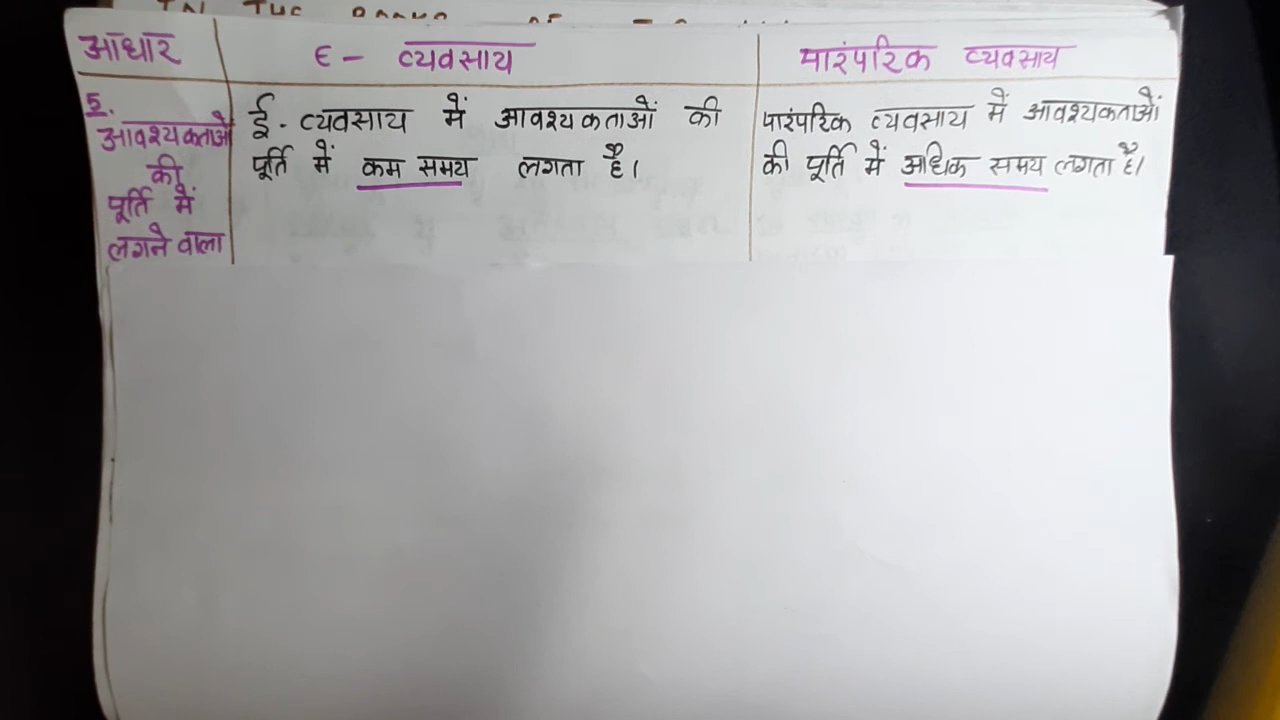 आधार
E - व्यवसाय
पारंपरिक व्यवसाय
5.
आवश्यकताओं
की
पूर्ति में
लगने वाला
ई-व्यवसाय में आवश्यकताओं की
पूर्ति में कम समय लगता है।
पारंपरिक व्यवसाय में आवश्यकताओं
की पूर्ति में अधिक समय लगता है।